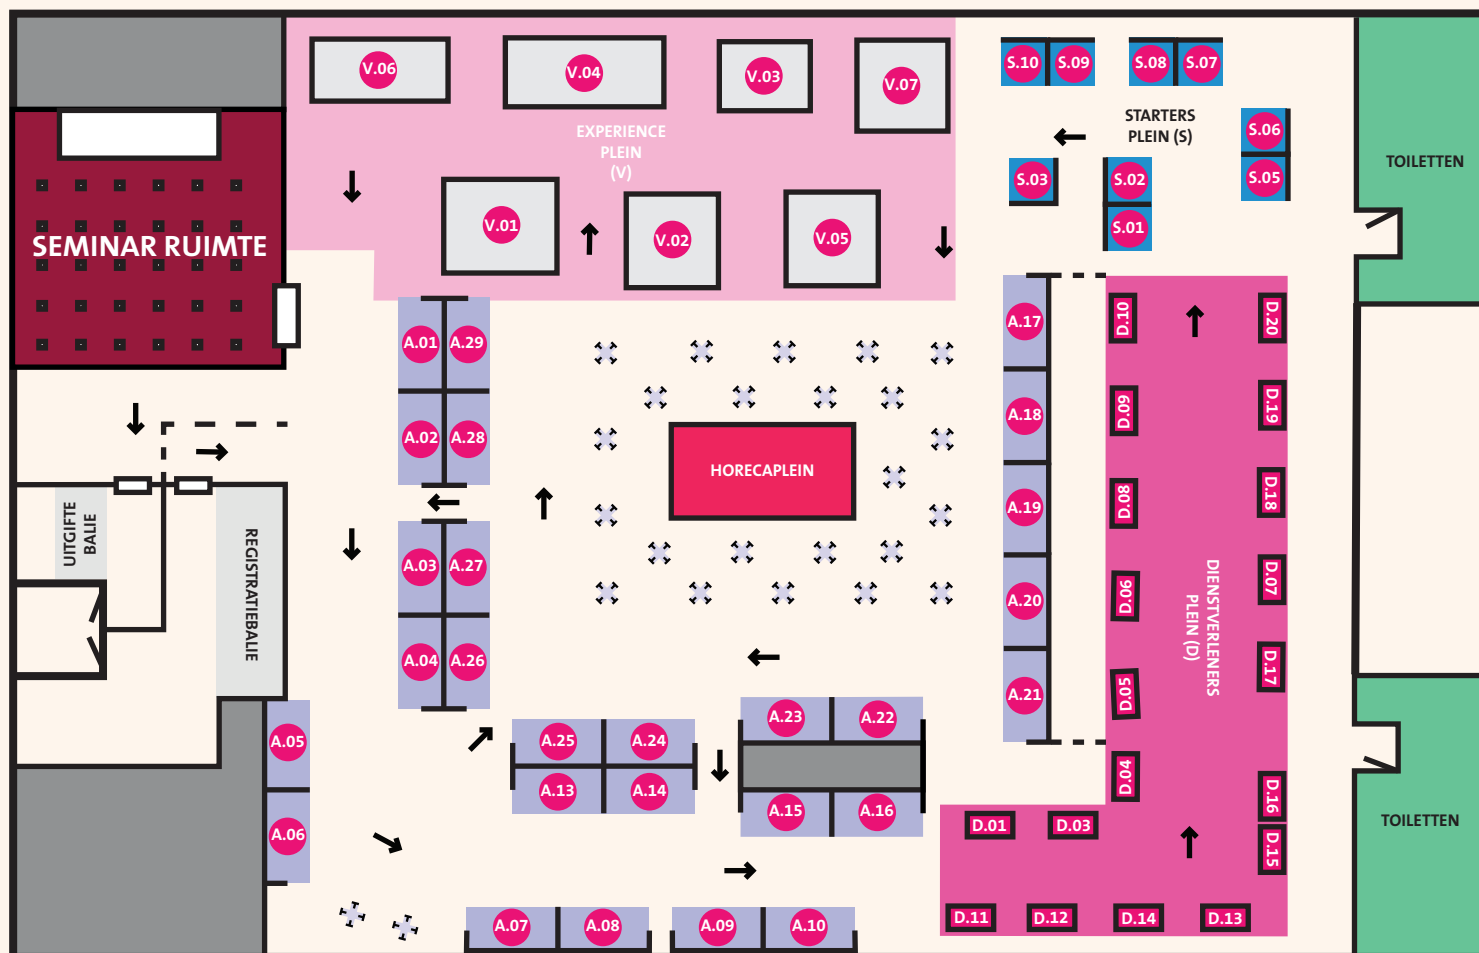 V.06
V.04
V.03
V.07
EXPERIENCE
PLEIN
(V)
V.01
V.02
V.05
S.10
S.09
S.08
S.07
STARTERS
PLEIN (S)
S.06
S.05
S.03
S.02
S.01
TOILETTEN
SEMINAR RUIMTE
A.01
A.29
A.02
A.28
A.03
A.27
A.04
A.26
HORECAPLEIN
A.17
A.18
A.19
A.20
A.21
D.10
D.09
D.08
D.06
D.05
D.04
D.20
D.19
D.18
D.07
D.17
D.16
D.15
DIENSTVERLENERS
PLEIN (D)
UITGIFTE
BALIE
REGISTRATIEBALIE
A.05
A.06
A.25
A.24
A.13
A.14
A.23
A.22
A.15
A.16
D.01
D.03
D.11
D.12
D.14
D.13
TOILETTEN
A.07
A.08
A.09
A.10